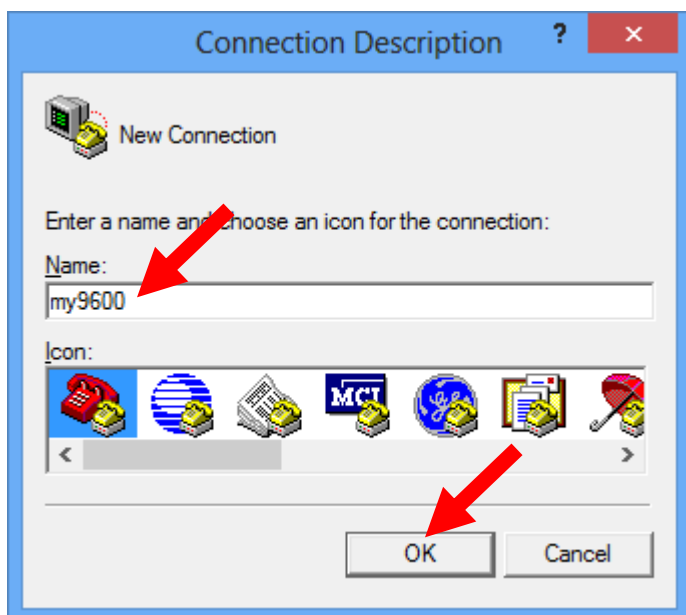 Connection Description ? ×
New Connection
Enter a name and choose an icon for the connection:
Name:
my9600
Icon:
MCI
< >
OK Cancel